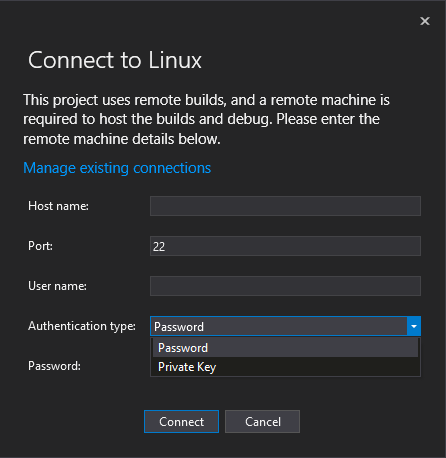 Connect to Linux
This project uses remote builds, and a remote machine is
required to host the builds and debug. Please enter the
remote machine details below.
Manage existing connections
Host name:
Port: 22
User name:
Authentication type: Password
Password
Password:
Private Key
Connect Cancel